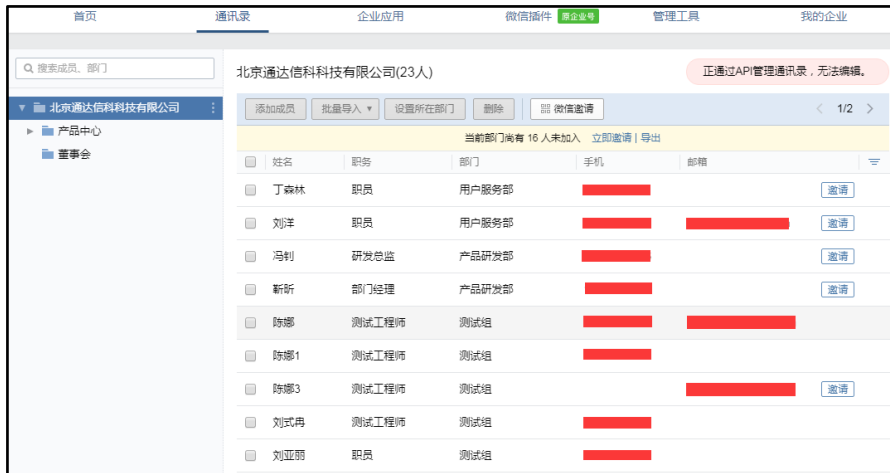 首页 通讯录 企业应用 微信插件 原企业号 管理工具 我的企业
搜索成员、部门
北京通达信科科技有限公司(23人)
正通过API管理通讯录，无法编辑。
北京通达信科科技有限公司
产品中心
董事会
添加成员 批量导入 设置所在部门 删除 微信邀请 1/2
当前部门尚有 16 人未加入 立即邀请 | 导出
姓名 职务 部门 手机 邮箱
丁森林 职员 用户服务部 邀请
刘洋 职员 用户服务部 邀请
冯钊 研发总监 产品研发部 邀请
靳昕 部门经理 产品研发部 邀请
陈娜 测试工程师 测试组
陈娜1 测试工程师 测试组
陈娜3 测试工程师 测试组 邀请
刘式冉 测试工程师 测试组
刘亚丽 职员 测试组